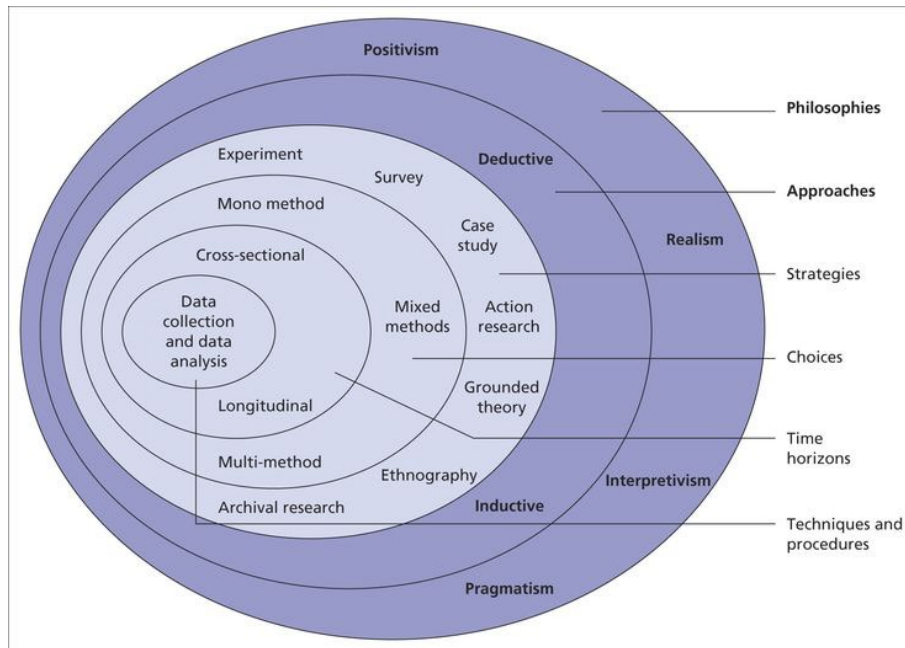 Positivism
Philosophies
Experiment
Deductive
Survey
Approaches
Mono method
Case
study
Realism
Cross-sectional
Strategies
Data
collection
and data
analysis
Mixed
methods
Action
research
Choices
Grounded
theory
Longitudinal
Time
horizons
Multi-method
Ethnography
Interpretivism
Archival research
Inductive
Techniques and
procedures
Pragmatism